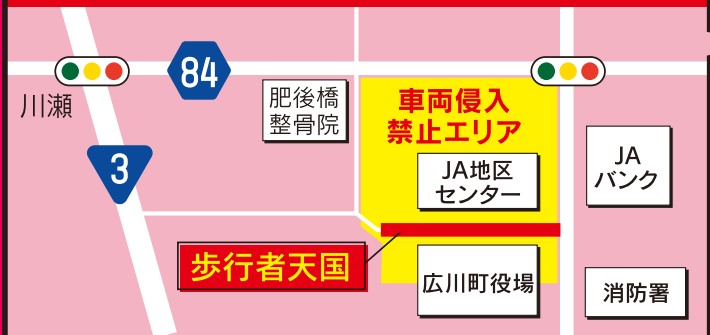 84
川瀬
肥後橋
整骨院
車両侵入
禁止エリア
3
JA地区
センター
JA
バンク
歩行者天国
広川町役場
消防署